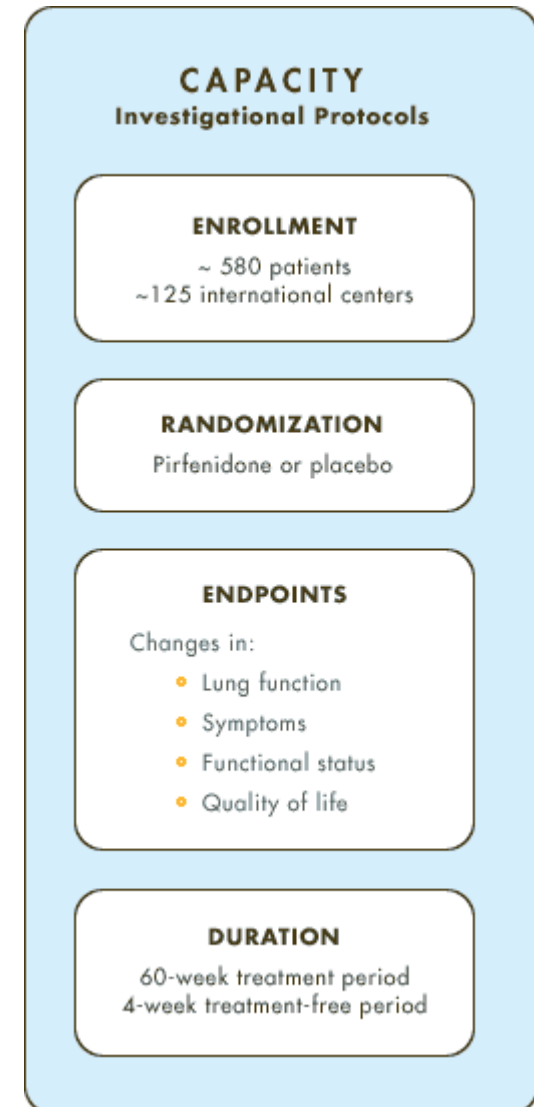 CAPACITY
Investigational Protocols
ENROLLMENT
~ 580 patients
~125 international centers
RANDOMIZATION
Pirfenidone or placebo
ENDPOINTS
Changes in:
Lung function
Symptoms
Functional status
Quality of life
DURATION
60-week treatment period
4-week treatment-free period